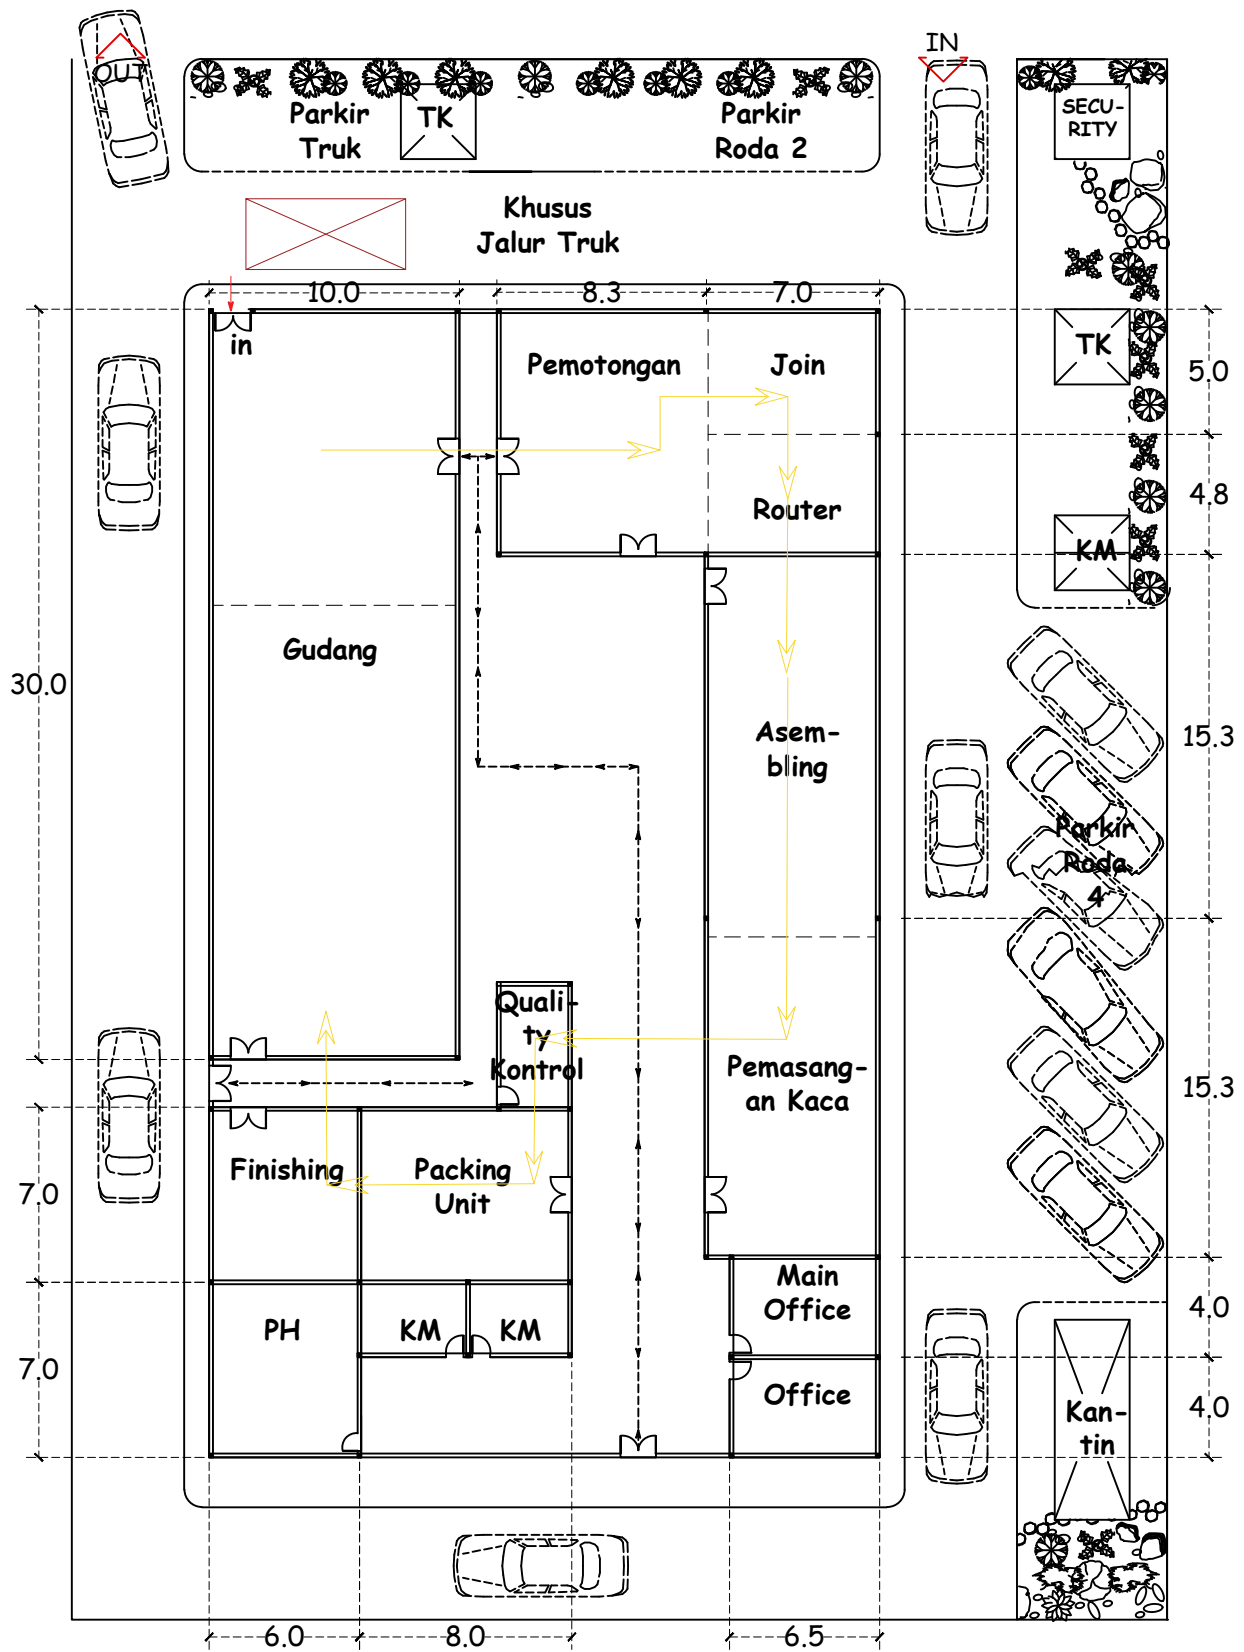 IN
OUT
Parkir
Truk
TK
Parkir
Roda 2
SECU-
RITY
Khusus
Jalur Truk
10.0
8.3
7.0
in
Pemotongan
Join
TK
5.0
Router
4.8
KM
Gudang
30.0
Asem-
bling
15.3
Parkir
Roda
4
Quali-
ty
Kontrol
Pemasang-
an Kaca
15.3
Finishing
Packing
Unit
7.0
Main
Office
4.0
PH
KM
KM
7.0
Office
4.0
Kan-
tin
6.0
8.0
6.5